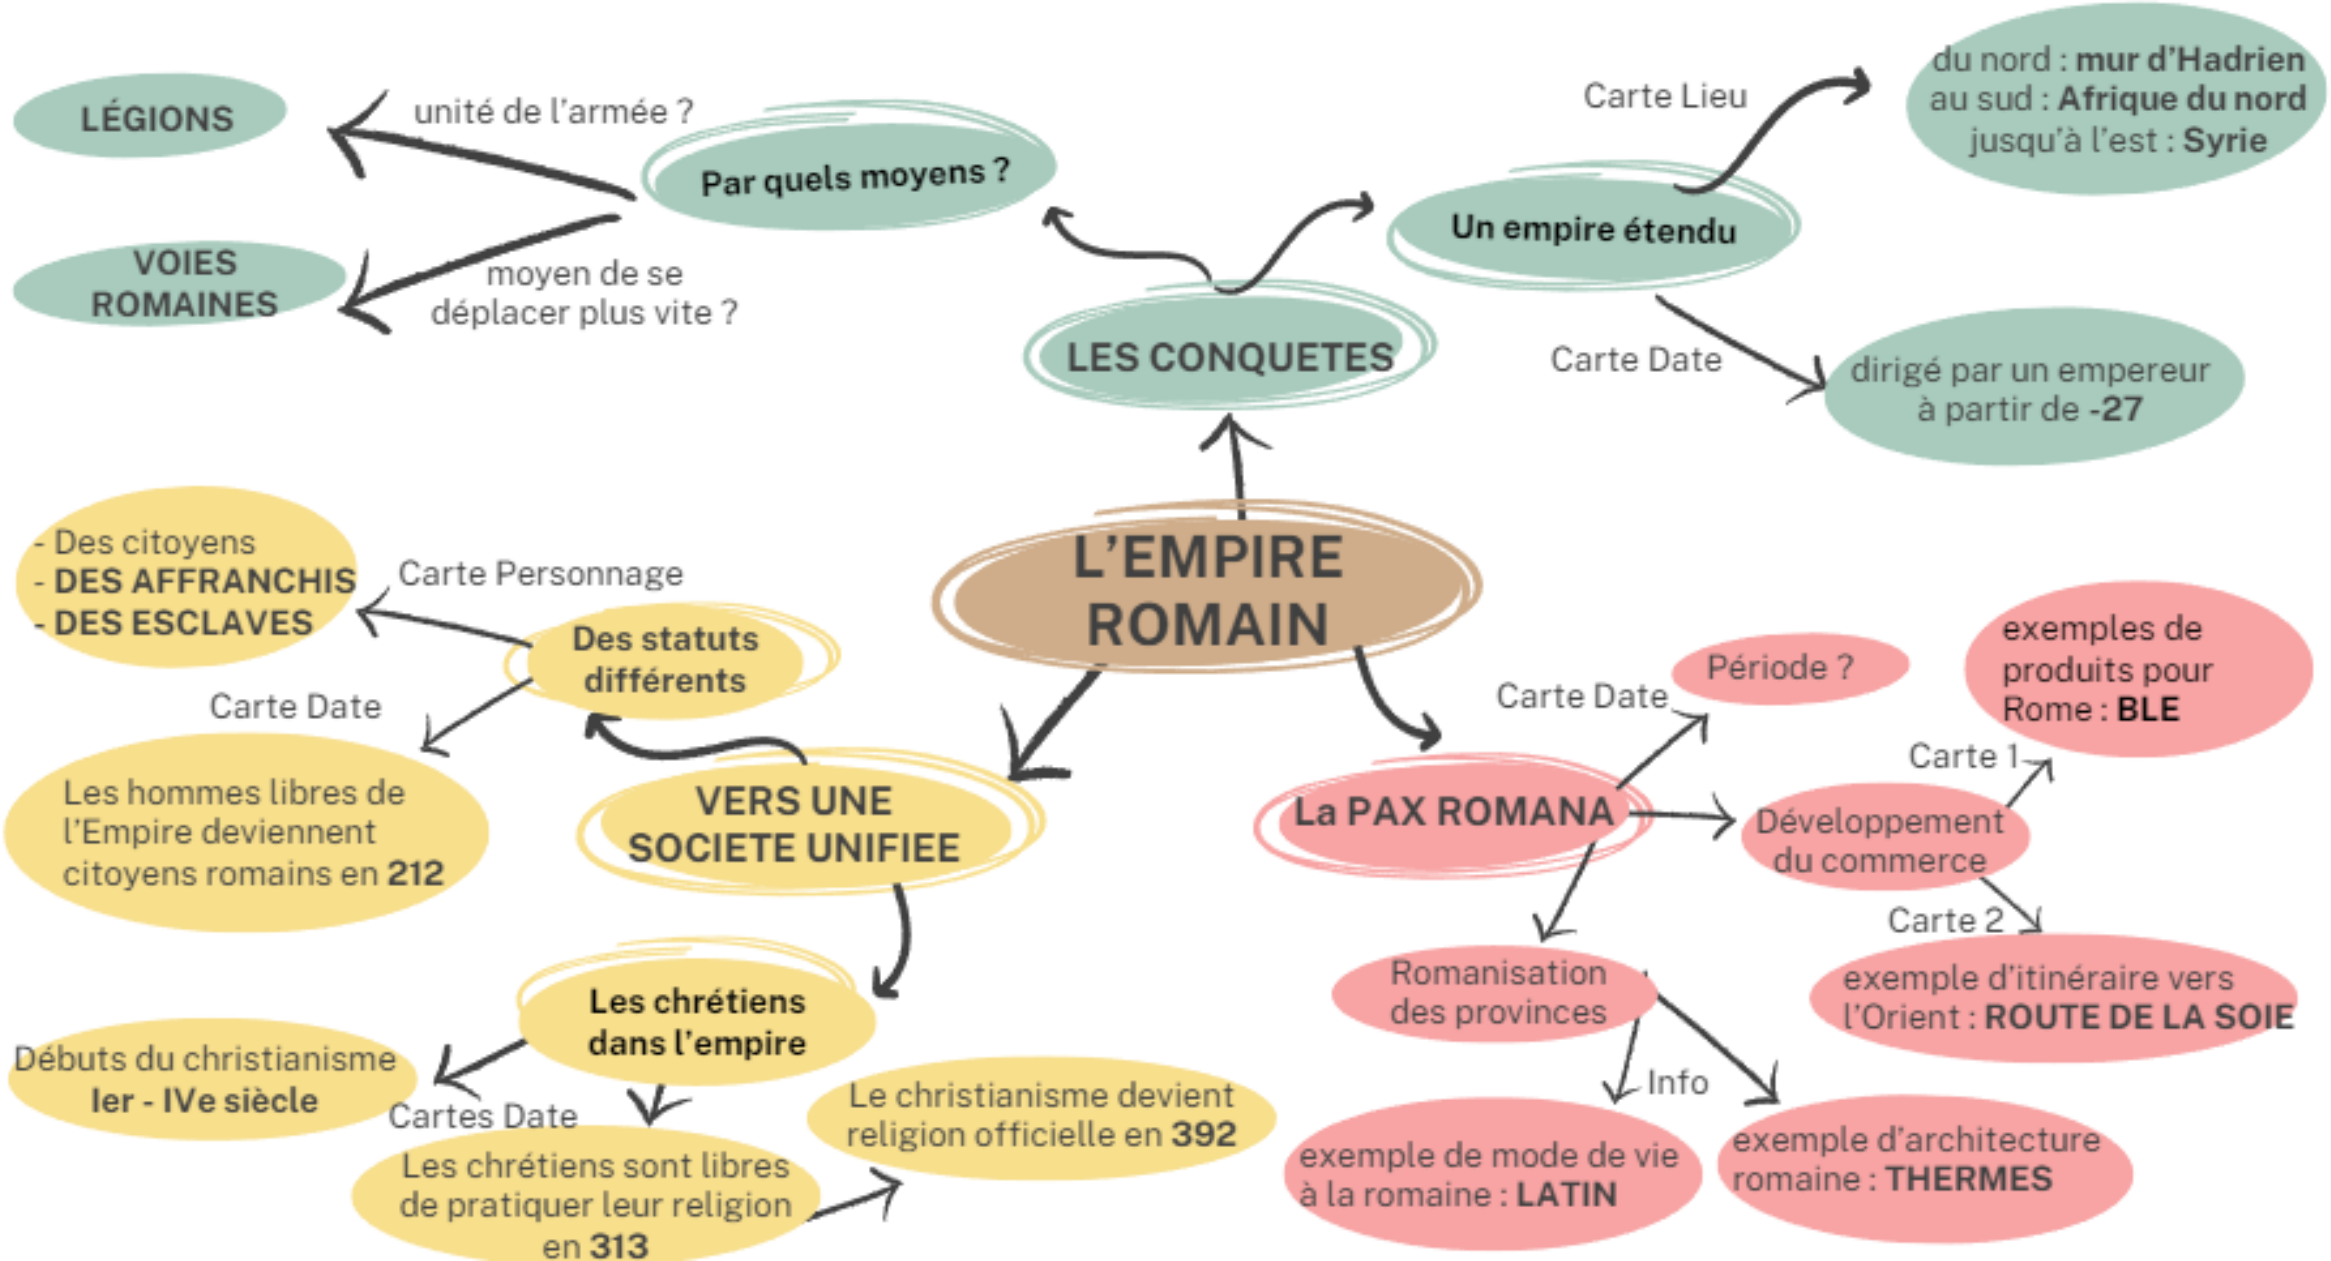 LÉGIONS
unité de l'armée ?
VOIES
ROMAINES
moyen de se
déplacer plus vite ?
Par quels moyens ?
LES CONQUETES
Un empire étendu
Carte Lieu
du nord : mur d'Hadrien
au sud : Afrique du nord
jusqu'à l'est : Syrie
Carte Date
dirigé par un empereur
à partir de -27
L'EMPIRE
ROMAIN
- Des citoyens
- DES AFFRANCHIS
- DES ESCLAVES
Carte Personnage
Des statuts
différents
Carte Date
Les hommes libres de
l'Empire deviennent
citoyens romains en 212
VERS UNE
SOCIETE UNIFIEE
Les chrétiens
dans l'empire
Débuts du christianisme
Ier - IVe siècle
Cartes Date
Les chrétiens sont libres
de pratiquer leur religion
en 313
Le christianisme devient
religion officielle en 392
La PAX ROMANA
Carte Date
Période ?
Développement
du commerce
Carte 1
exemples de
produits pour
Rome : BLE
Carte 2
exemple d'itinéraire vers
l'Orient : ROUTE DE LA SOIE
Romanisation
des provinces
Info
exemple de mode de vie
à la romaine : LATIN
exemple d'architecture
romaine : THERMES